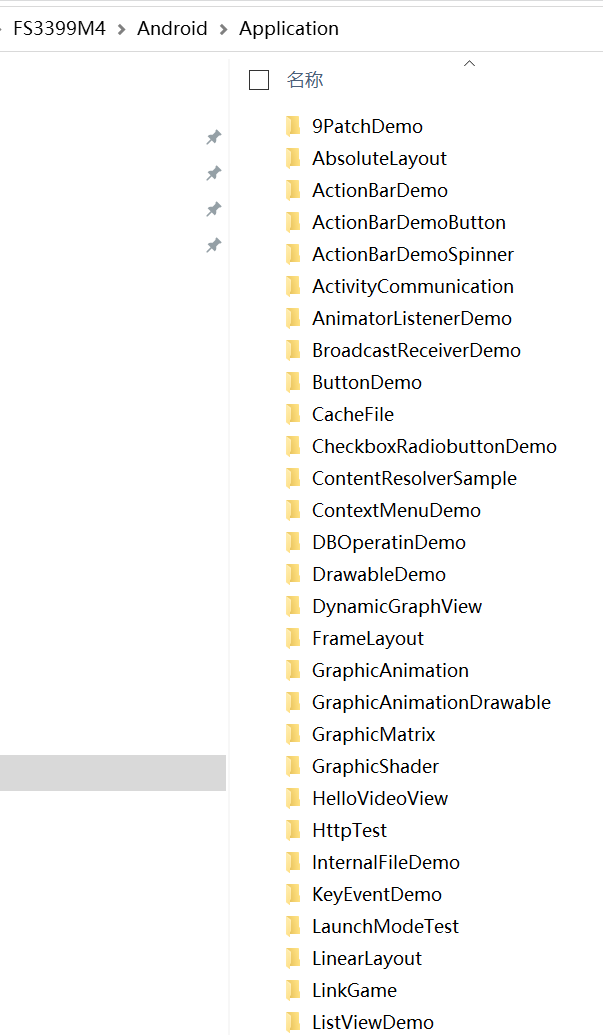 FS3399M4 > Android > Application
名称
9PatchDemo
AbsoluteLayout
ActionBarDemo
ActionBarDemoButton
ActionBarDemoSpinner
ActivityCommunication
AnimatorListenerDemo
BroadcastReceiverDemo
ButtonDemo
CacheFile
CheckboxRadiobuttonDemo
ContentResolverSample
ContextMenuDemo
DBOperatinDemo
DrawableDemo
DynamicGraphView
FrameLayout
GraphicAnimation
GraphicAnimationDrawable
GraphicMatrix
GraphicShader
HelloVideoView
HttpTest
InternalFileDemo
KeyEventDemo
LaunchModeTest
LinearLayout
LinkGame
ListViewDemo